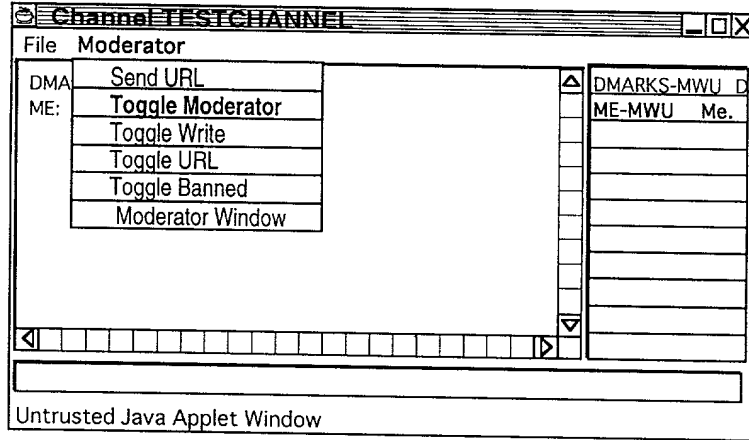 Channel TESTCHANNEL
File Moderator
DMA
ME:
Send URL
Toggle Moderator
Toggle Write
Toggle URL
Toggle Banned
Moderator Window
DMARKS-MWU D
ME-MWU Me.
Untrusted Java Applet Window